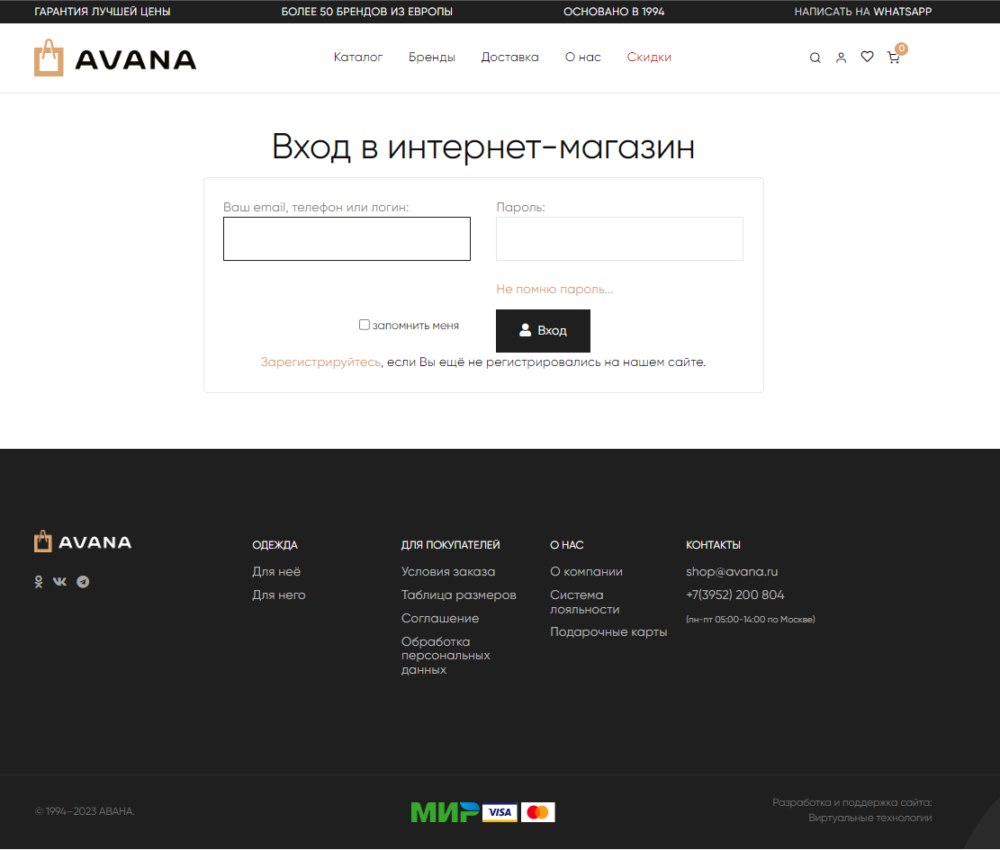 ГАРАНТИЯ ЛУЧШЕЙ ЦЕНЫ
БОЛЕЕ 50 БРЕНДОВ ИЗ ЕВРОПЫ
ОСНОВАНО В 1994
НАПИСАТЬ НА WHATSAPP
AVANA
Каталог
Бренды
Доставка
О нас
Скидки
0
Вход в интернет-магазин
Ваш email, телефон или логин:
Пароль:
Не помню пароль...
запомнить меня
Вход
Зарегистрируйтесь, если Вы ещё не регистрировались на нашем сайте.
AVANA
ОДЕЖДА
Для неё
Для него
ДЛЯ ПОКУПАТЕЛЕЙ
Условия заказа
Таблица размеров
Соглашение
Обработка
персональных
данных
О НАС
О компании
Система
лояльности
Подарочные карты
КОНТАКТЫ
shop@avana.ru
+7(3952) 200 804
(пн-пт 05:00-14:00 по Москве)
© 1994–2023 АВАНА.
МИР
VISA
Разработка и поддержка сайта:
Виртуальные технологии